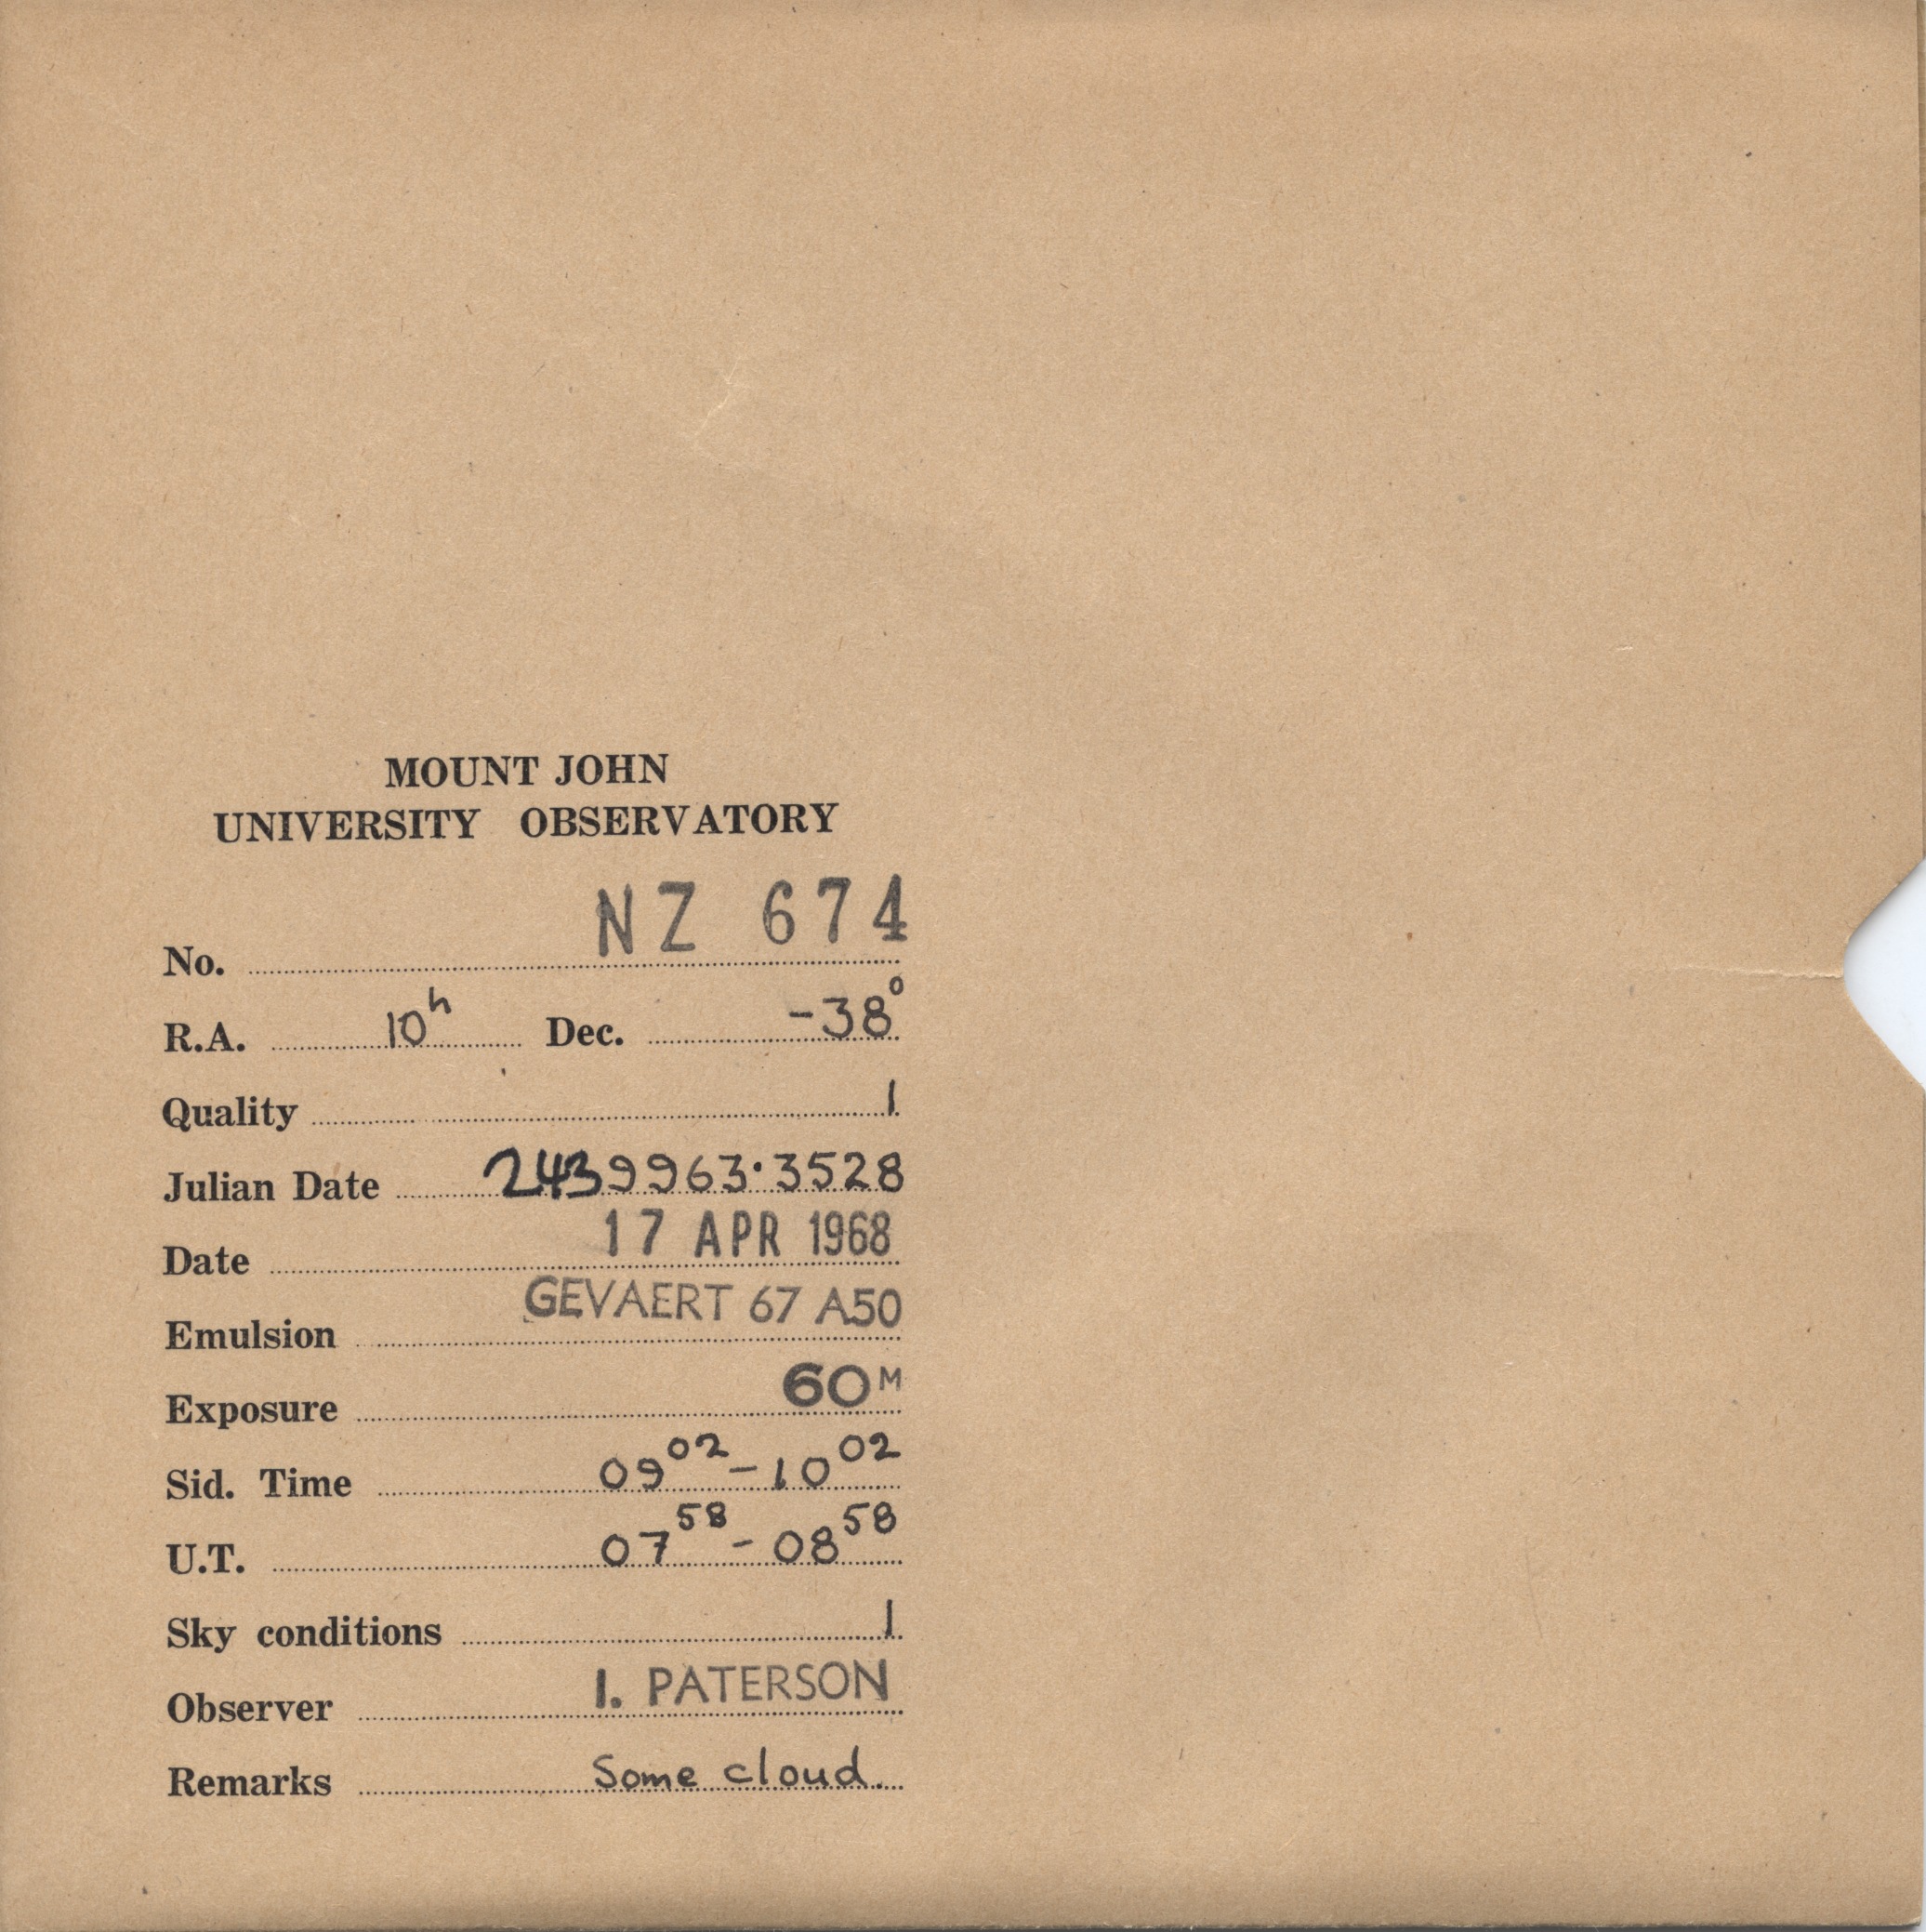 MOUNT JOHN
UNIVERSITY OBSERVATORY
No. NZ 674
R.A. 10h Dec. -38°
Quality 1
Julian Date 2439963.3528
Date 17 APR 1968
Emulsion GEVAERT 67 A50
Exposure 60M
Sid. Time 09 02 - 10 02
U.T. 07 58 - 08 58
Sky conditions 1
Observer I. PATERSON
Remarks Some cloud.